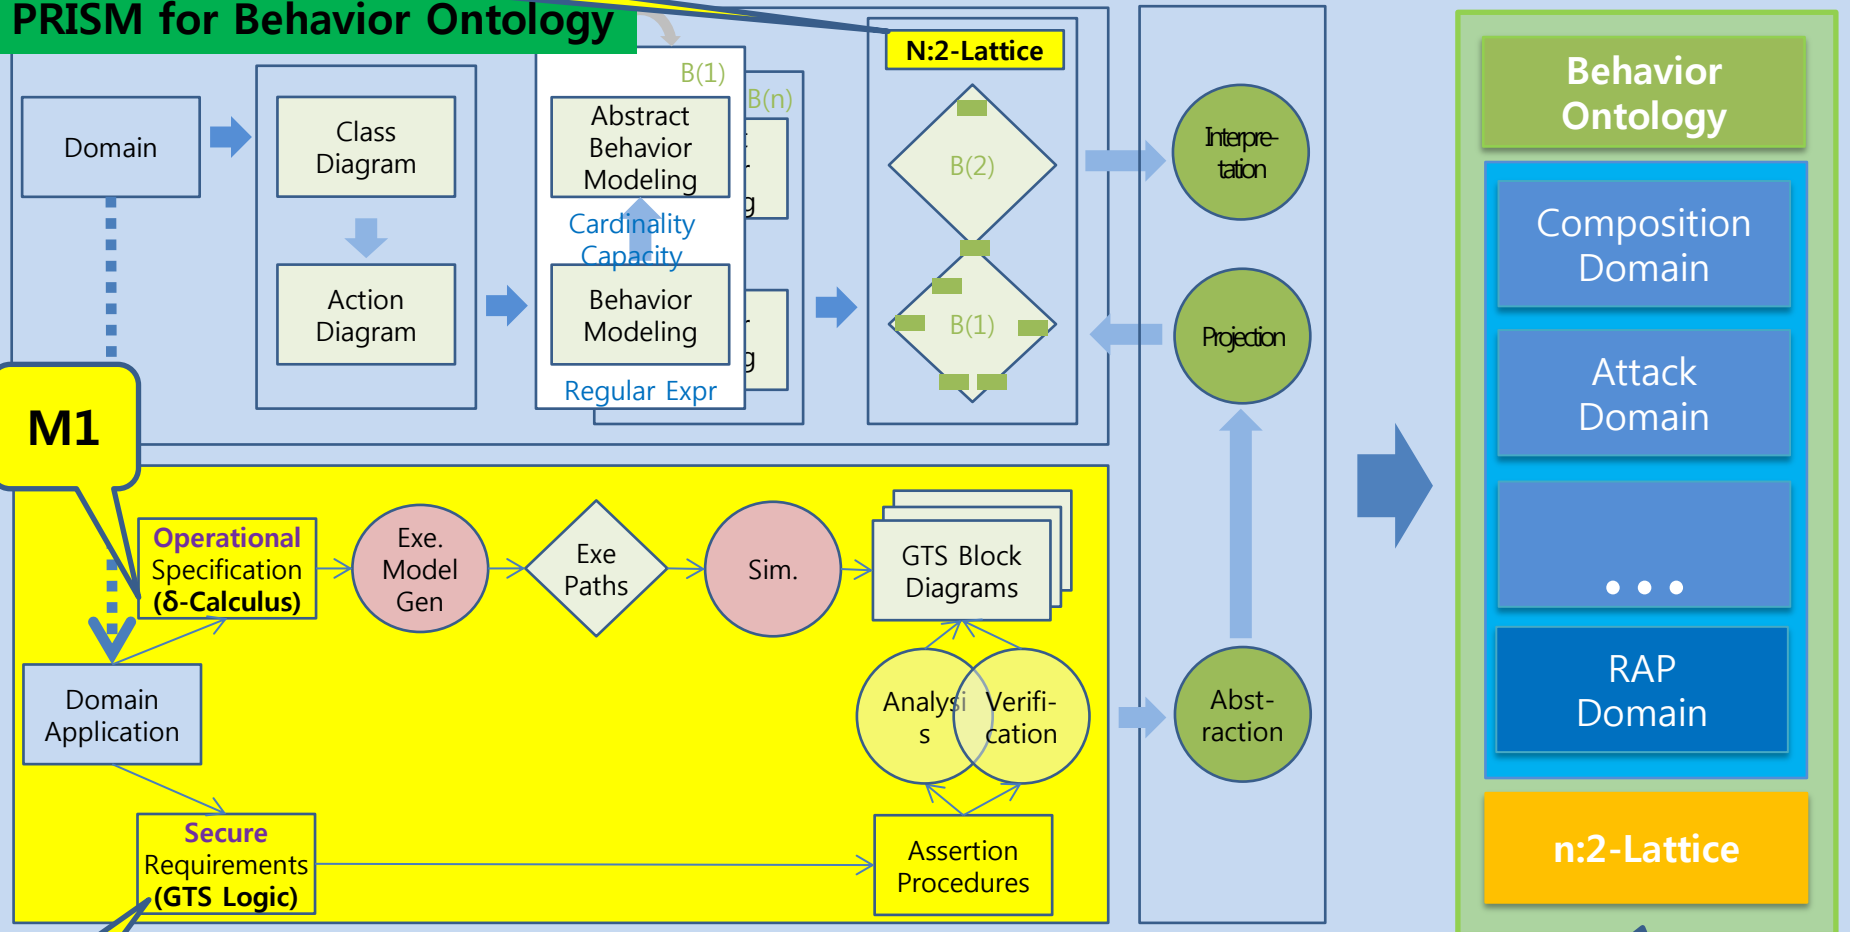 PRISM for Behavior Ontology
Domain
Class
Diagram
Action
Diagram
B(1)
Abstract
Behavior
Modeling
Cardinality
Capacity
Behavior
Modeling
Regular Expr
B(n)
g
g
N:2-Lattice
B(2)
B(1)
Interpre-
tation
Projection
Abst-
raction
M1
Operational
Specification
(δ-Calculus)
Exe.
Model
Gen
Exe
Paths
Sim.
GTS Block
Diagrams
Domain
Application
Analysi
s
Verifi-
cation
Secure
Requirements
(GTS Logic)
Assertion
Procedures
Behavior
Ontology
Composition
Domain
Attack
Domain
...
RAP
Domain
n:2-Lattice